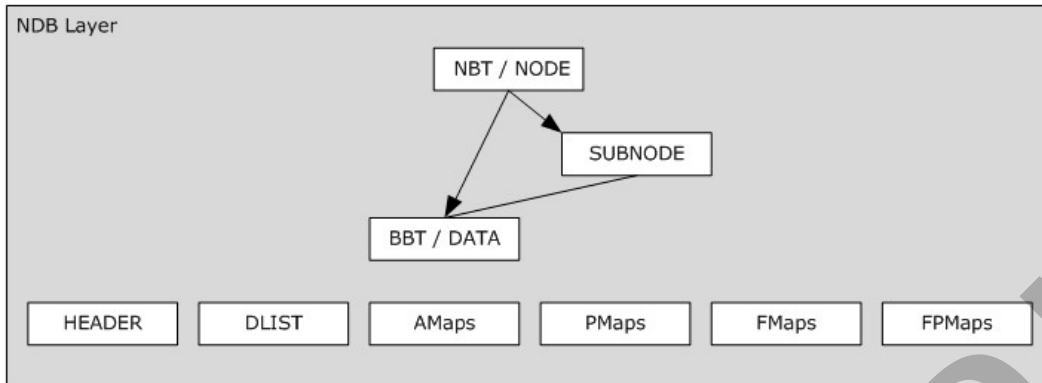 NDB Layer
NBT / NODE
SUBNODE
BBT / DATA
HEADER DLIST AMaps PMaps FMaps FPMaps